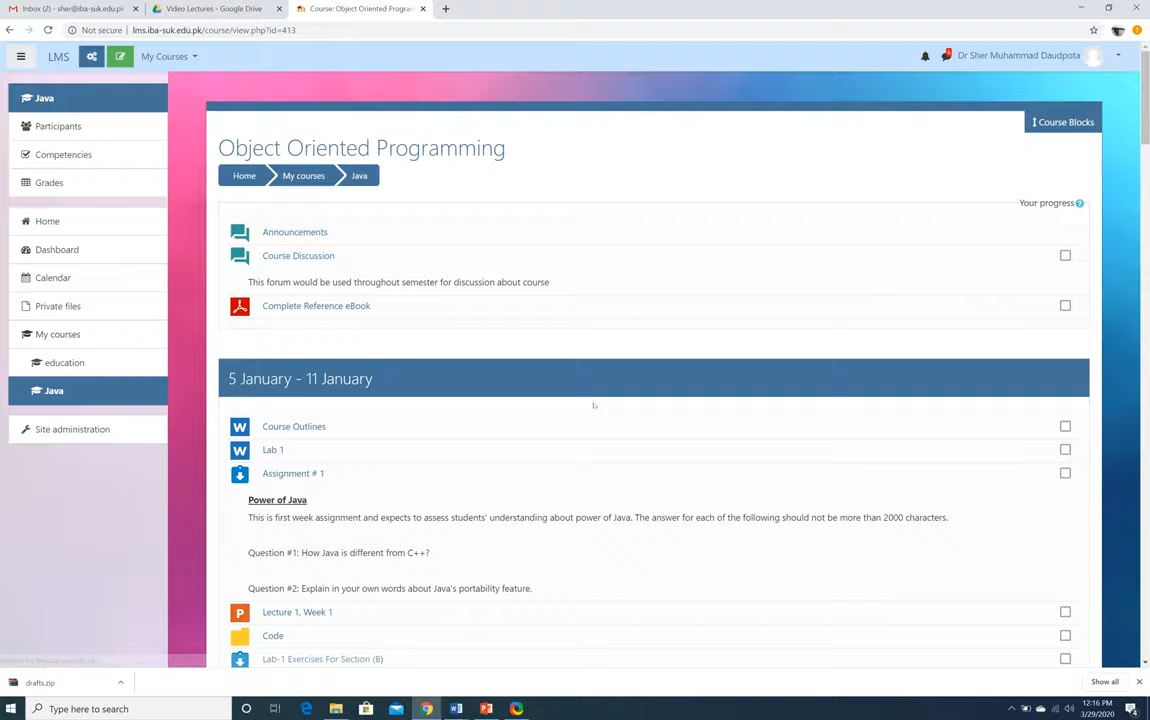 Inbox (2) - sher@iba-suk.edu.pk
Video Lectures - Google Drive
Course: Object Oriented Program
Not secure | lms.iba-suk.edu.pk/course/view.php?id=413
LMS
My Courses
Dr Sher Muhammad Daudpota
Java
Participants
Competencies
Grades
Home
Dashboard
Calendar
Private files
My courses
education
Java
Site administration
Course Blocks
Object Oriented Programming
Home
My courses
Java
Your progress
Announcements
Course Discussion
This forum would be used throughout semester for discussion about course
Complete Reference eBook
5 January - 11 January
Course Outlines
Lab 1
Assignment # 1
Power of Java
This is first week assignment and expects to assess students' understanding about power of Java. The answer for each of the following should not be more than 2000 characters.
Question #1: How Java is different from C++?
Question #2: Explain in your own words about Java's portability feature.
Lecture 1, Week 1
Code
Lab-1 Exercises For Section (B)
drafts.zip
Show all
Type here to search
12:16 PM
3/29/2020